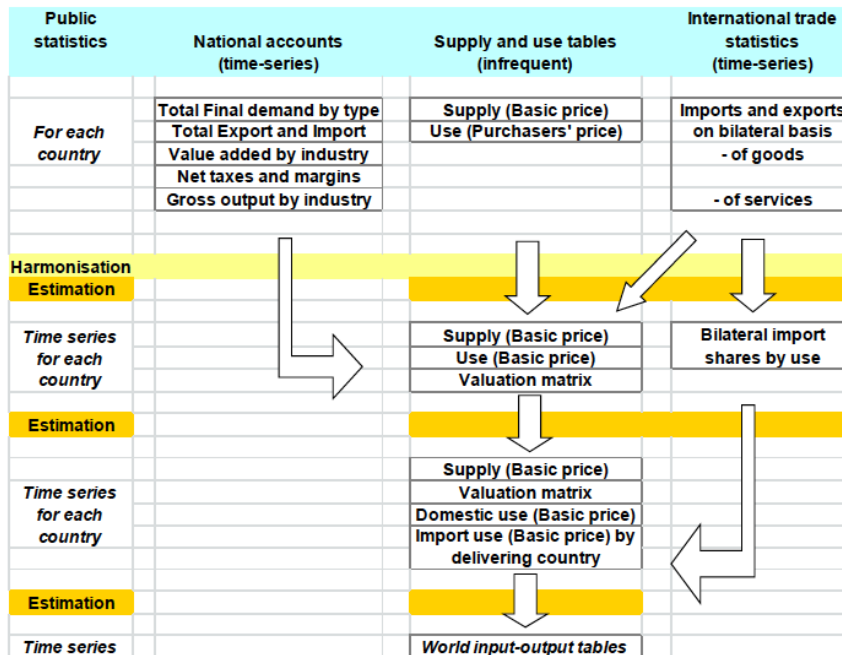 Public
statistics
National accounts
(time-series)
Supply and use tables
(infrequent)
International trade
statistics
(time-series)
For each
country
Total Final demand by type
Total Export and Import
Value added by industry
Net taxes and margins
Gross output by industry
Supply (Basic price)
Use (Purchasers' price)
Imports and exports
on bilateral basis
- of goods
- of services
Harmonisation
Estimation
Time series
for each
country
Supply (Basic price)
Use (Basic price)
Valuation matrix
Bilateral import
shares by use
Estimation
Time series
for each
country
Supply (Basic price)
Valuation matrix
Domestic use (Basic price)
Import use (Basic price) by
delivering country
Estimation
Time series
World input-output tables